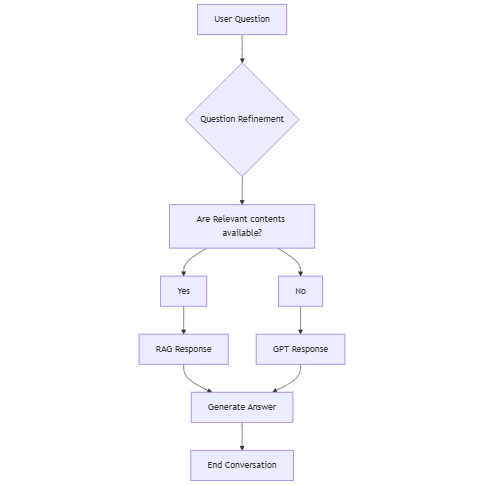 User Question
Question Refinement
Are Relevant contents
available?
Yes
No
RAG Response
GPT Response
Generate Answer
End Conversation